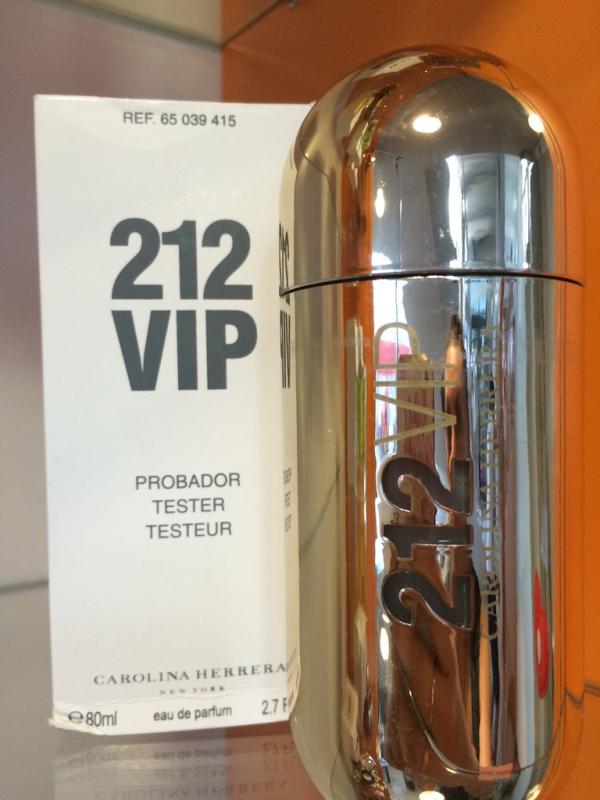 REF. 65 039 415
212
VIP
PROBADOR
TESTER
TESTEUR
CAROLINA HERRERA
NEW YORK
℮80ml eau de parfum 2.7 F
212 VIP
CAROLINA HERRERA